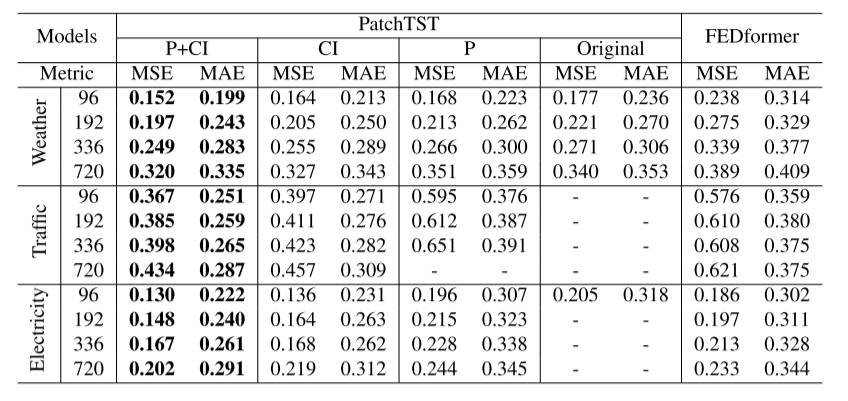 Models PatchTST FEDformer
P+CI CI P Original
Metric MSE MAE MSE MAE MSE MAE MSE MAE MSE MAE
Weather
96 0.152 0.199 0.164 0.213 0.168 0.223 0.177 0.236 0.238 0.314
192 0.197 0.243 0.205 0.250 0.213 0.262 0.221 0.270 0.275 0.329
336 0.249 0.283 0.255 0.289 0.266 0.300 0.271 0.306 0.339 0.377
720 0.320 0.335 0.327 0.343 0.351 0.359 0.340 0.353 0.389 0.409
Traffic
96 0.367 0.251 0.397 0.271 0.595 0.376 - - 0.576 0.359
192 0.385 0.259 0.411 0.276 0.612 0.387 - - 0.610 0.380
336 0.398 0.265 0.423 0.282 0.651 0.391 - - 0.608 0.375
720 0.434 0.287 0.457 0.309 - - - - 0.621 0.375
Electricity
96 0.130 0.222 0.136 0.231 0.196 0.307 0.205 0.318 0.186 0.302
192 0.148 0.240 0.164 0.263 0.215 0.323 - - 0.197 0.311
336 0.167 0.261 0.168 0.262 0.228 0.338 - - 0.213 0.328
720 0.202 0.291 0.219 0.312 0.244 0.345 - - 0.233 0.344